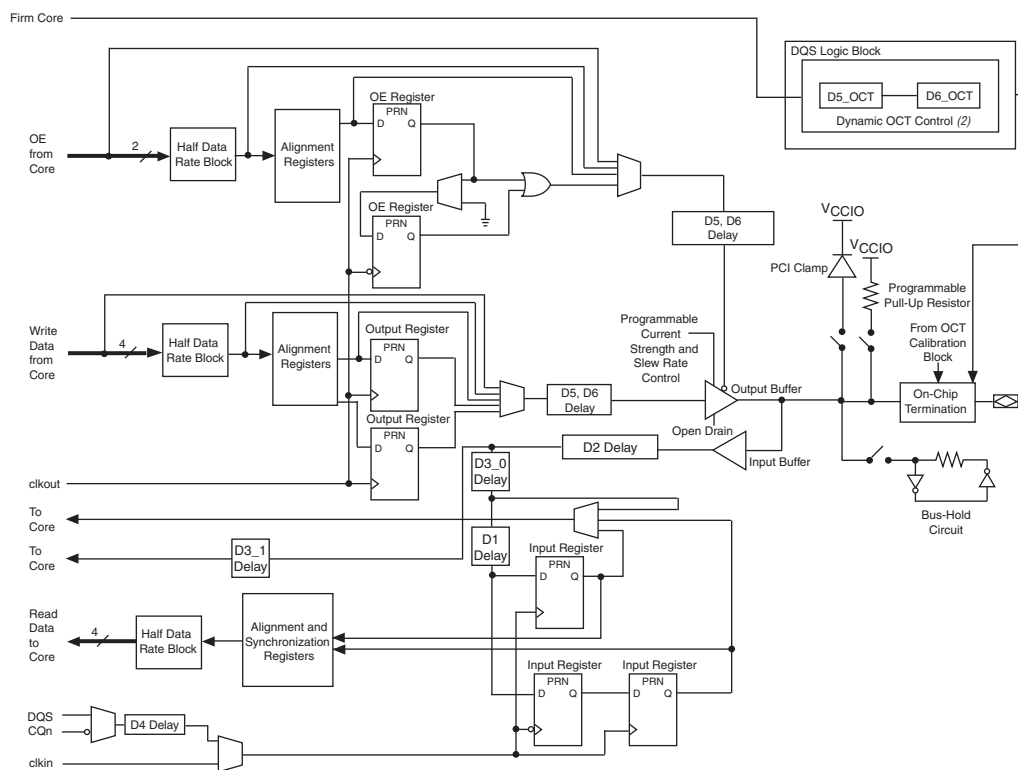 Firm Core
DQS Logic Block
D5_OCT
D6_OCT
Dynamic OCT Control (2)
OE
from
Core
2
Half Data
Rate Block
Alignment
Registers
OE Register
PRN
D Q
OE Register
PRN
D Q
D5, D6
Delay
VCCIO
VCCIO
PCI Clamp
Programmable
Pull-Up Resistor
Programmable
Current
Strength and
Slew Rate
Control
From OCT
Calibration
Block
Write
Data
from
Core
4
Half Data
Rate Block
Alignment
Registers
Output Register
PRN
D Q
Output Register
PRN
D Q
D5, D6
Delay
Output Buffer
Open Drain
On-Chip
Termination
D2 Delay
Input Buffer
clkout
D3_0
Delay
Bus-Hold
Circuit
To
Core
D1
Delay
To
Core
D3_1
Delay
Input Register
PRN
D Q
Read
Data
to
Core
4
Half Data
Rate Block
Alignment and
Synchronization
Registers
Input Register
PRN
D Q
Input Register
PRN
D Q
DQS
CQn
D4 Delay
clkin